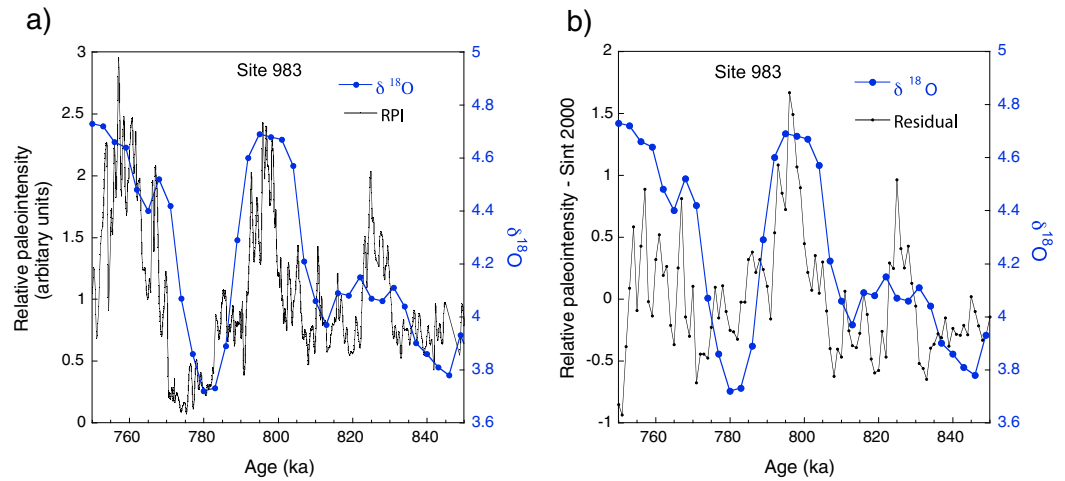 a)
Site 983
δ 18O
RPI
Relative paleointensity
(arbitary units)
3
2.5
2
1.5
1
0.5
0
5
4.8
4.6
4.4
4.2
4
3.8
3.6
δ18O
760
780
800
820
840
Age (ka)
b)
Site 983
δ 18O
Residual
Relative paleointensity - Sint 2000
2
1.5
1
0.5
0
-0.5
-1
5
4.8
4.6
4.4
4.2
4
3.8
3.6
δ18O
760
780
800
820
840
Age (ka)